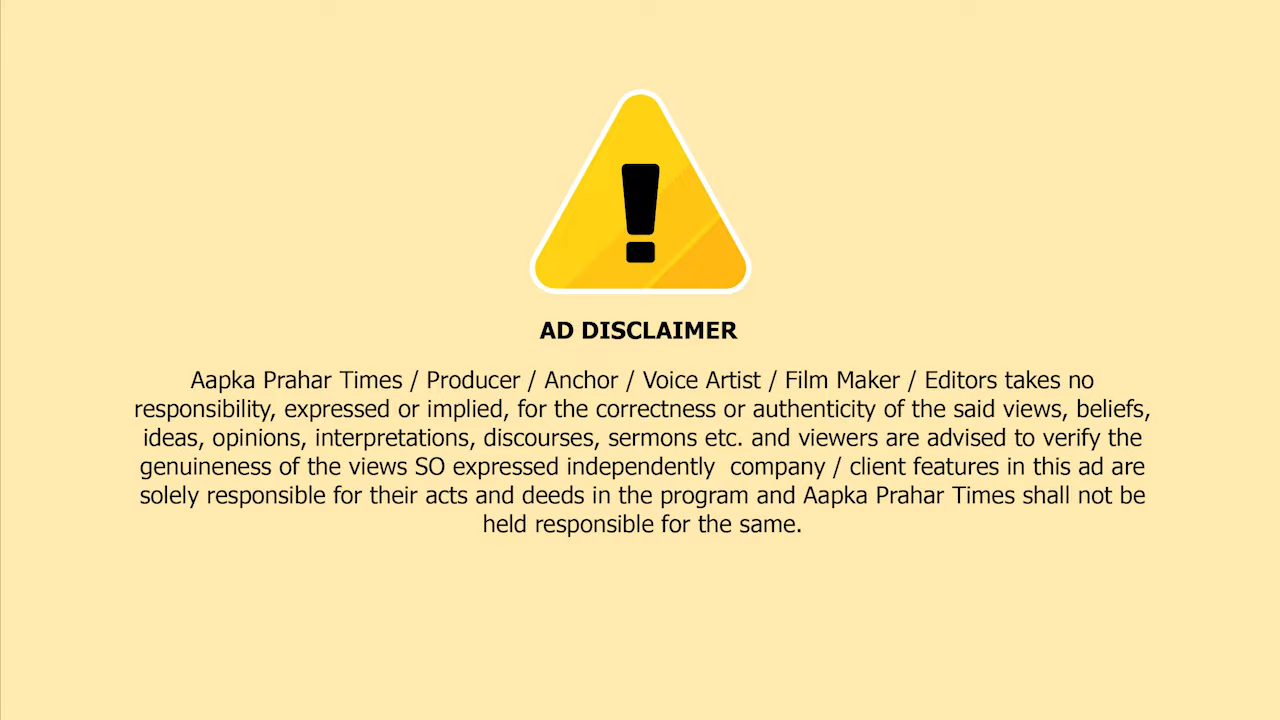 AD DISCLAIMER
Aapka Prahar Times / Producer / Anchor / Voice Artist / Film Maker / Editors takes no
responsibility, expressed or implied, for the correctness or authenticity of the said views, beliefs,
ideas, opinions, interpretations, discourses, sermons etc. and viewers are advised to verify the
genuineness of the views SO expressed independently  company / client features in this ad are
solely responsible for their acts and deeds in the program and Aapka Prahar Times shall not be
held responsible for the same.